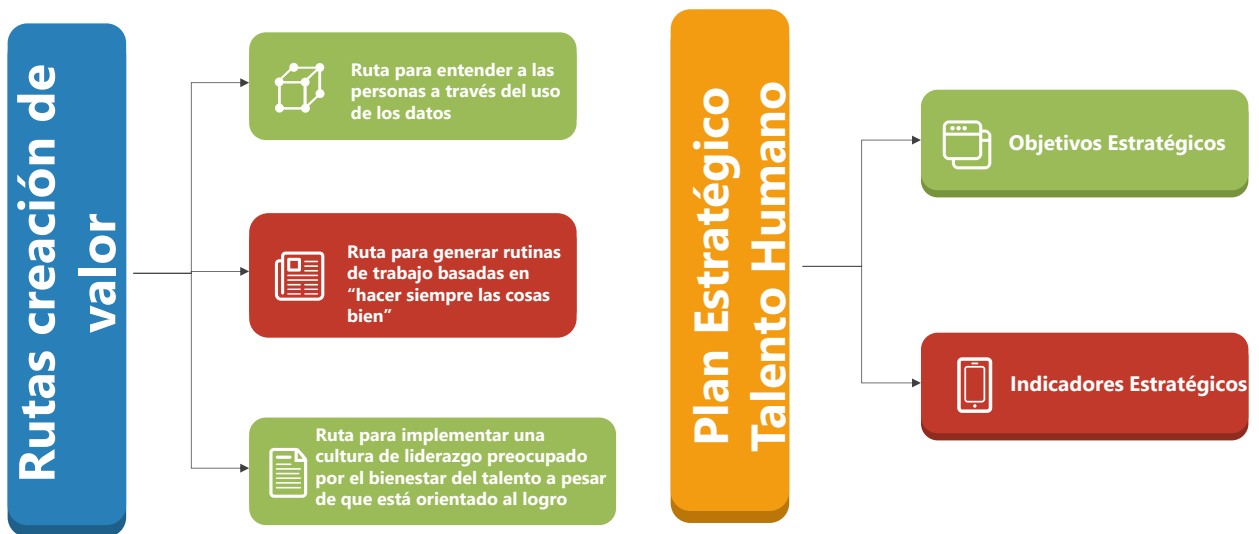 Rutas creación de
valor
Ruta para entender a las
personas a través del uso
de los datos
Ruta para generar rutinas
de trabajo basadas en
“hacer siempre las cosas
bien”
Ruta para implementar una
cultura de liderazgo preocupado
por el bienestar del talento a pesar
de que está orientado al logro
Plan Estratégico
Talento Humano
Objetivos Estratégicos
Indicadores Estratégicos